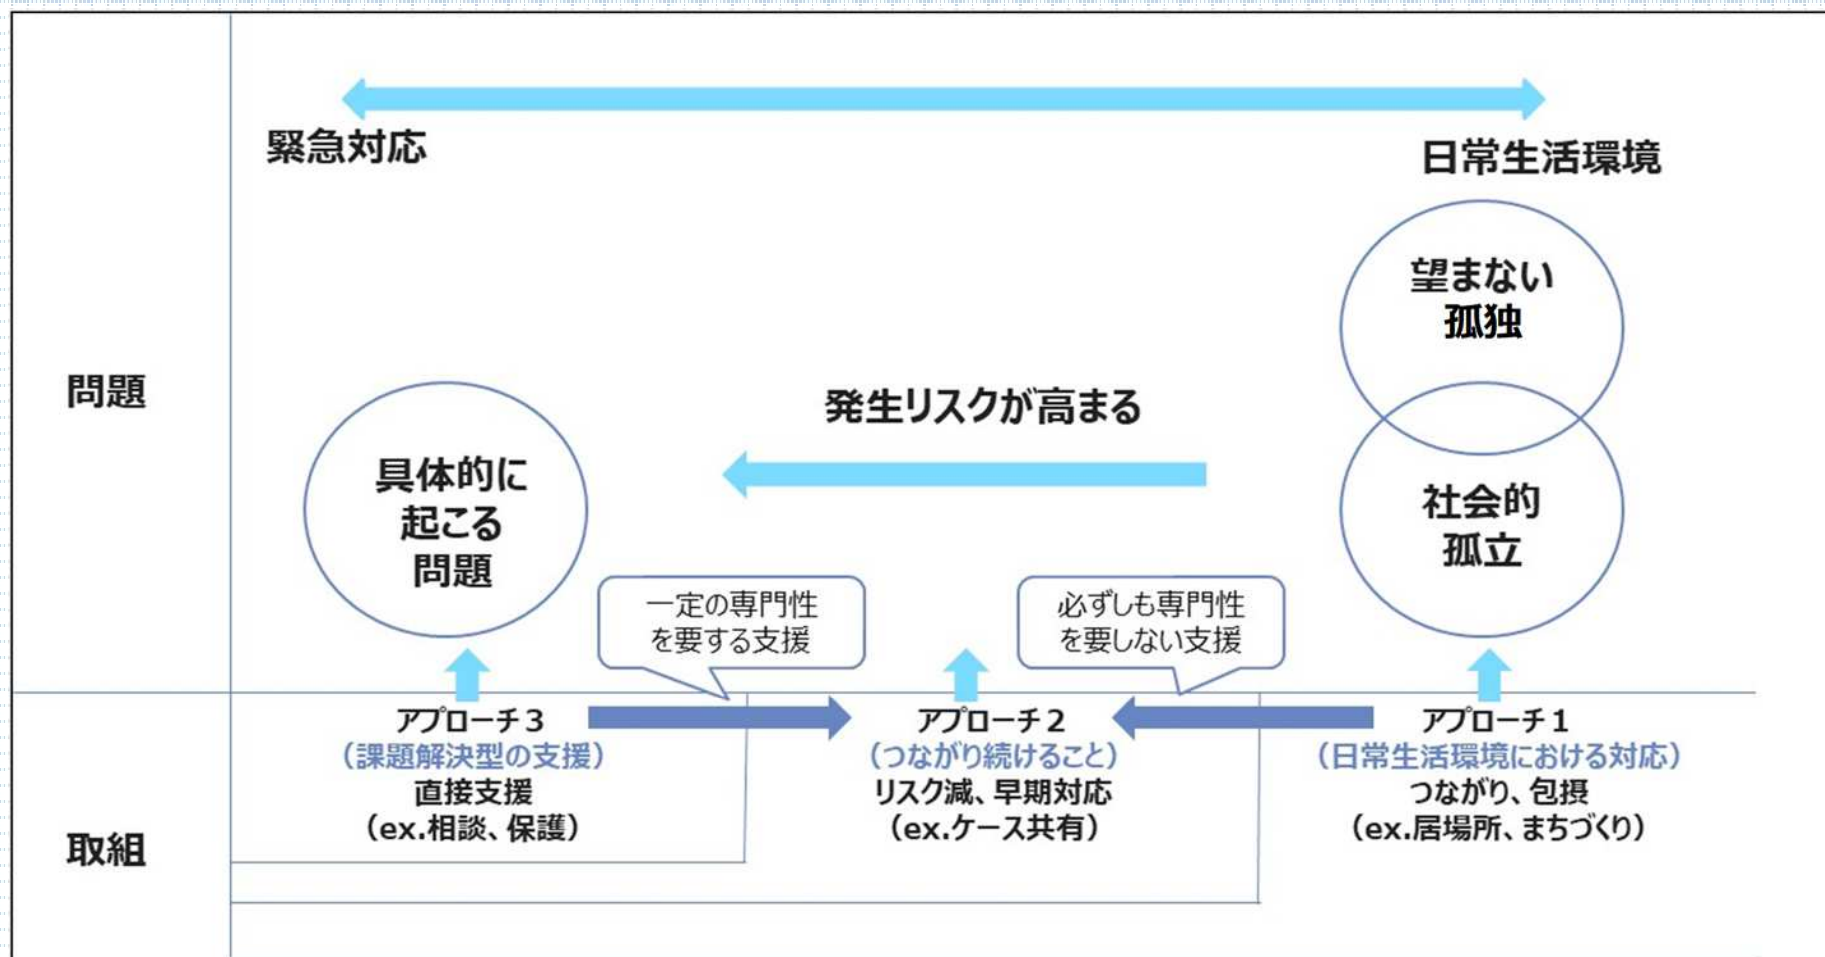 緊急対応
日常生活環境
望まない
孤独
問題
発生リスクが高まる
具体的に
起こる
問題
社会的
孤立
一定の専門性
を要する支援
必ずしも専門性
を要しない支援
取組
アプローチ３
（課題解決型の支援）
直接支援
（ex.相談、保護）
アプローチ２
（つながり続けること）
リスク減、早期対応
（ex.ケース共有）
アプローチ１
（日常生活環境における対応）
つながり、包摂
（ex.居場所、まちづくり）